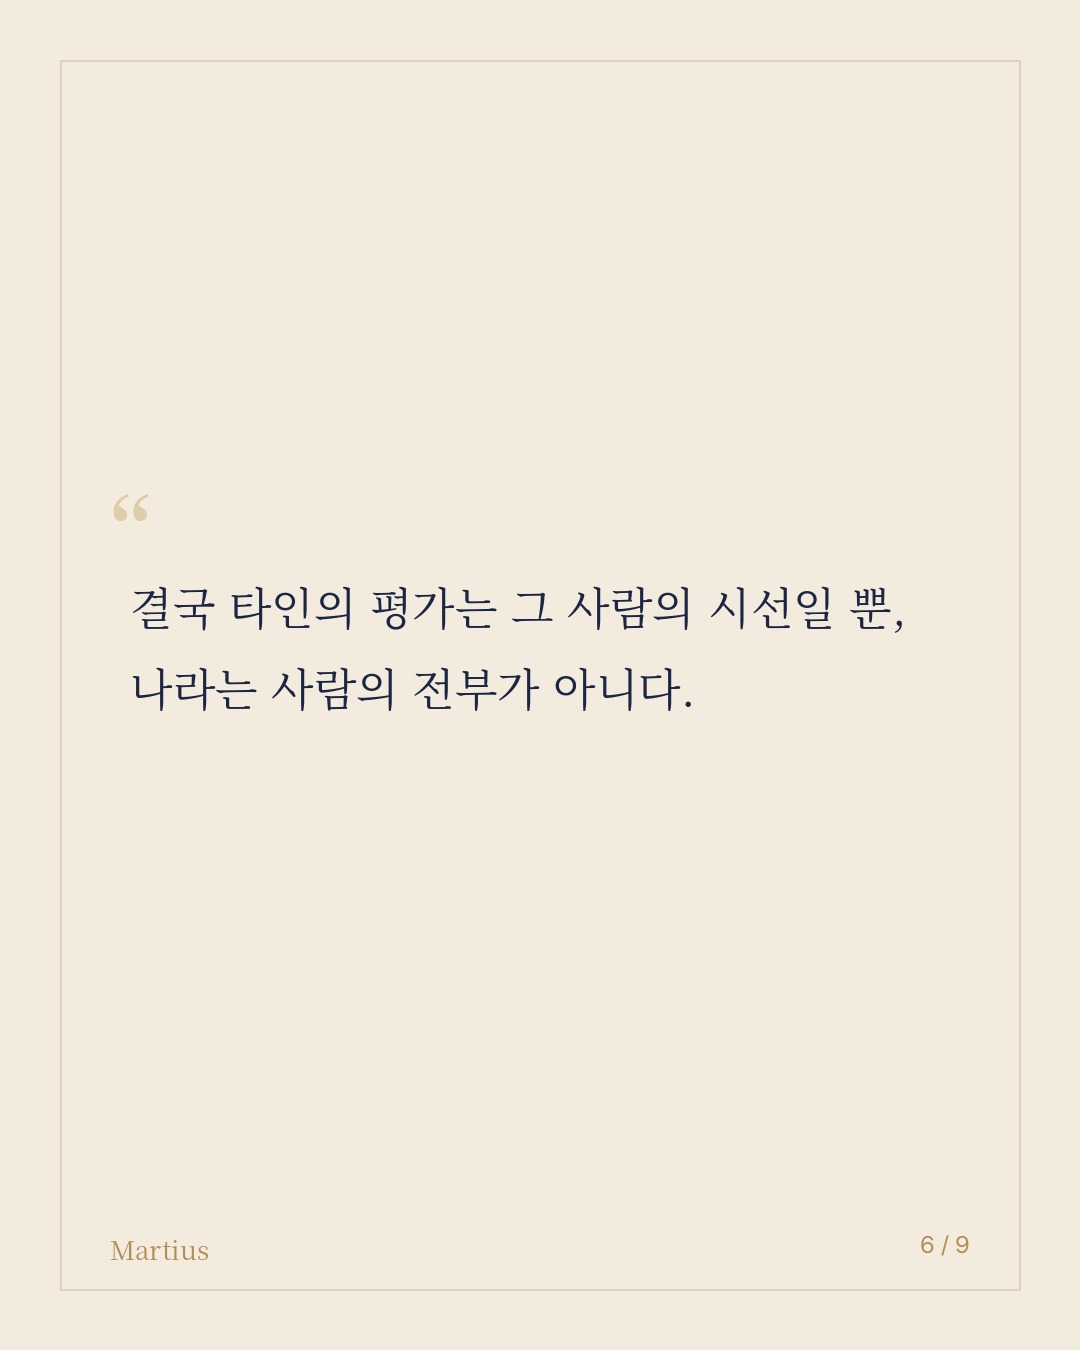 “
결국 타인의 평가는 그 사람의 시선일 뿐,
나라는 사람의 전부가 아니다.
Martius
6 / 9